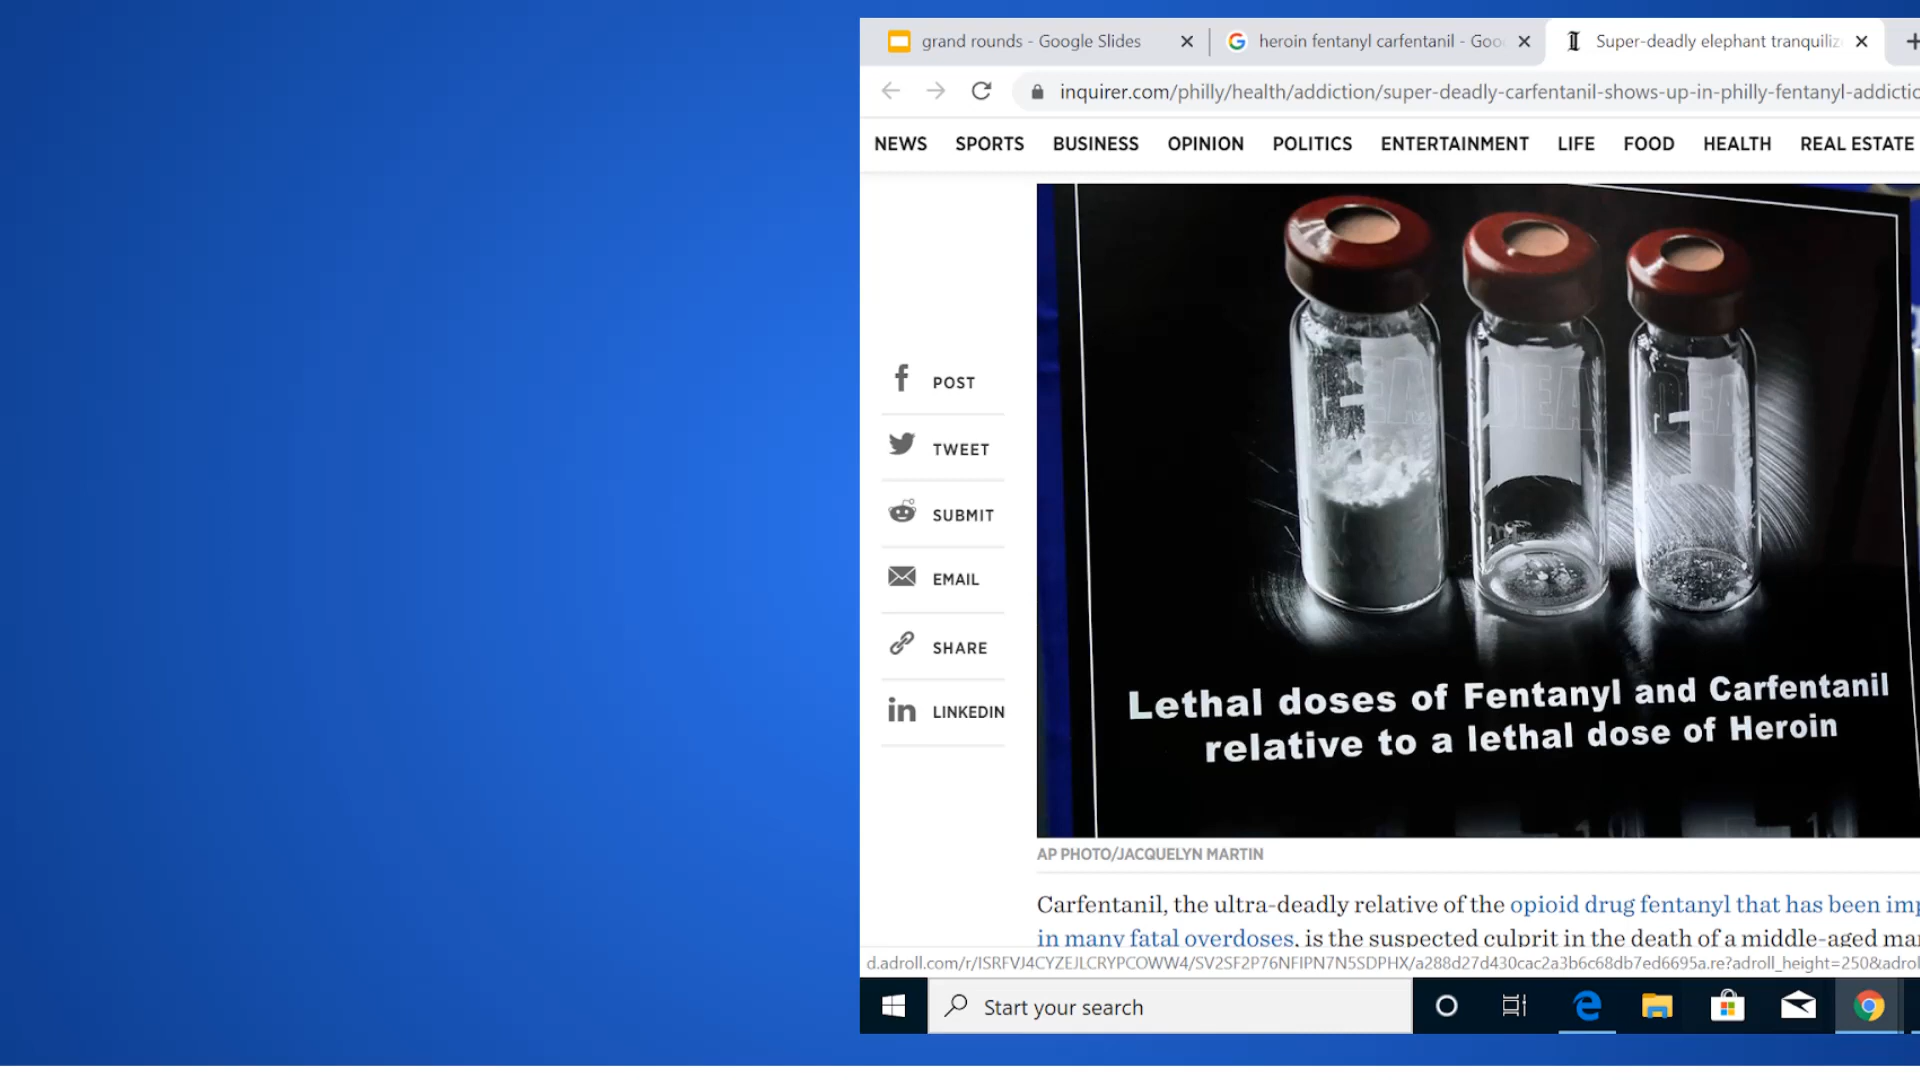 grand rounds - Google Slides
heroin fentanyl carfentanil - Goo
Super-deadly elephant tranquiliz
inquirer.com/philly/health/addiction/super-deadly-carfentanil-shows-up-in-philly-fentanyl-addictio
NEWS SPORTS BUSINESS OPINION POLITICS ENTERTAINMENT LIFE FOOD HEALTH REAL ESTATE
DEA
DEA
DEA
POST
TWEET
SUBMIT
EMAIL
SHARE
in LINKEDIN
Lethal doses of Fentanyl and Carfentanil
relative to a lethal dose of Heroin
AP PHOTO/JACQUELYN MARTIN
Carfentanil, the ultra-deadly relative of the opioid drug fentanyl that has been imp
in many fatal overdoses, is the suspected culprit in the death of a middle-aged ma
d.adroll.com/r/ISRFVJ4CYZEJLCRYPCOWW4/SV2SF2P76NFIPN7N5SDPHX/a288d27d430cac2a3b6c68db7ed6695a.re?adroll_height=250&adrol
Start your search